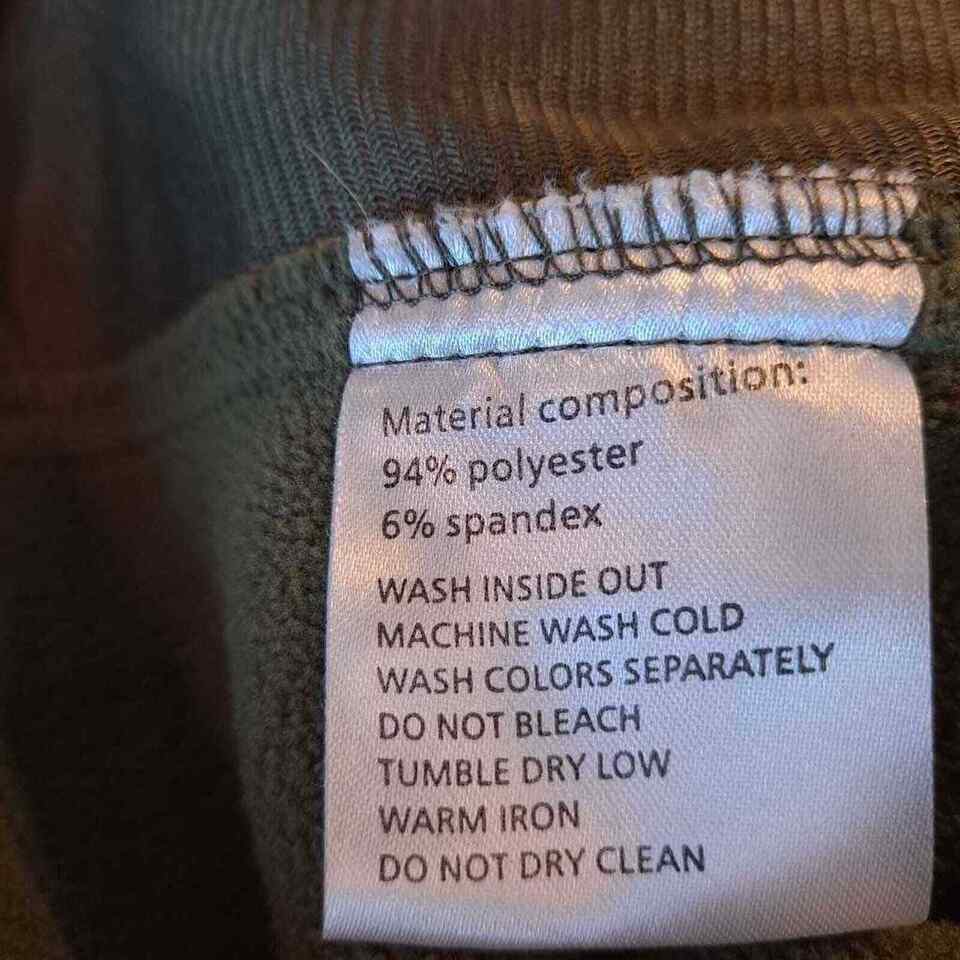 Material composition:
94% polyester
6% spandex
WASH INSIDE OUT
MACHINE WASH COLD
WASH COLORS SEPARATELY
DO NOT BLEACH
TUMBLE DRY LOW
WARM IRON
DO NOT DRY CLEAN